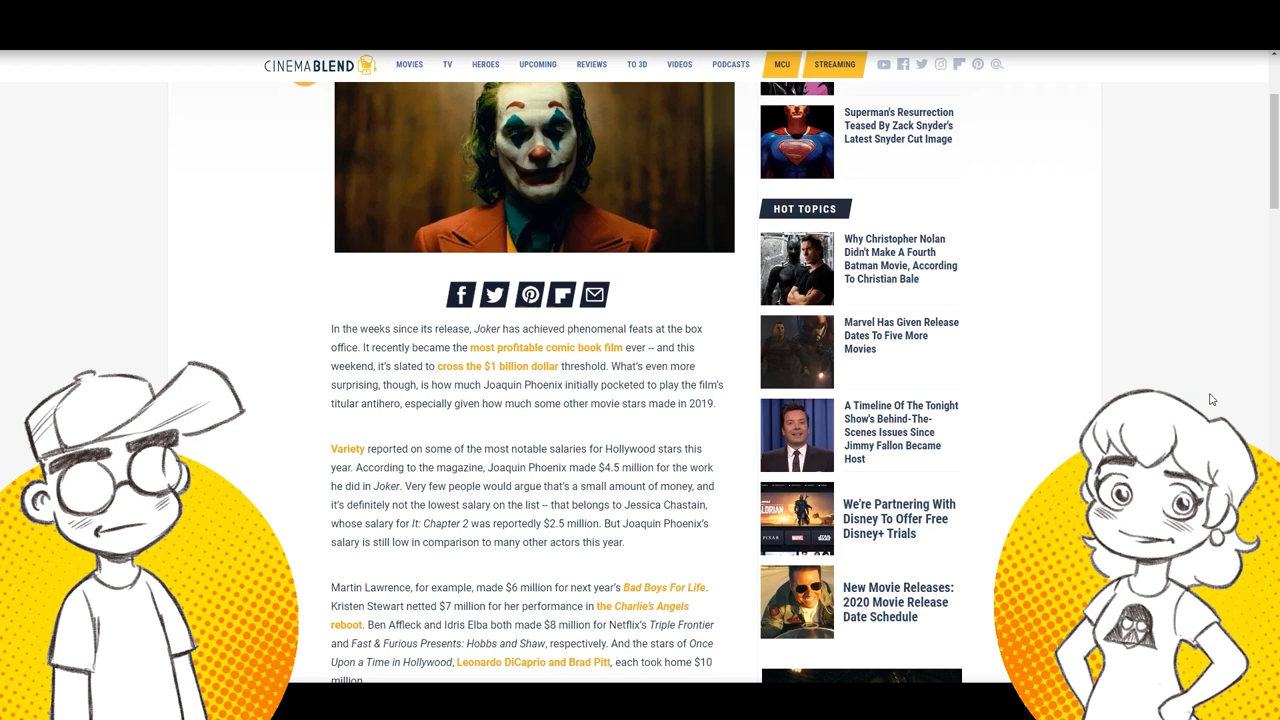 CINEMABLEND
MOVIES TV HEROES UPCOMING REVIEWS TO 3D VIDEOS PODCASTS MCU STREAMING
In the weeks since its release, Joker has achieved phenomenal feats at the box
office. It recently became the most profitable comic book film ever -- and this
weekend, it's slated to cross the $1 billion dollar threshold. What's even more
surprising, though, is how much Joaquin Phoenix initially pocketed to play the film's
titular antihero, especially given how much some other movie stars made in 2019.
Variety reported on some of the most notable salaries for Hollywood stars this
year. According to the magazine, Joaquin Phoenix made $4.5 million for the work
he did in Joker. Very few people would argue that's a small amount of money, and
it's definitely not the lowest salary on the list -- that belongs to Jessica Chastain,
whose salary for It: Chapter 2 was reportedly $2.5 million. But Joaquin Phoenix's
salary is still low in comparison to many other actors this year.
Martin Lawrence, for example, made $6 million for next year's Bad Boys For Life.
Kristen Stewart netted $7 million for her performance in the Charlie's Angels
reboot. Ben Affleck and Idris Elba both made $8 million for Netflix's Triple Frontier
and Fast & Furious Presents: Hobbs and Shaw, respectively. And the stars of Once
Upon a Time in Hollywood, Leonardo DiCaprio and Brad Pitt, each took home $10
million.
Superman's Resurrection
Teased By Zack Snyder's
Latest Snyder Cut Image
HOT TOPICS
Why Christopher Nolan
Didn't Make A Fourth
Batman Movie, According
To Christian Bale
Marvel Has Given Release
Dates To Five More
Movies
A Timeline Of The Tonight
Show's Behind-The-
Scenes Issues Since
Jimmy Fallon Became
Host
We're Partnering With
Disney To Offer Free
Disney+ Trials
PIXAR MARVEL
New Movie Releases:
2020 Movie Release
Date Schedule